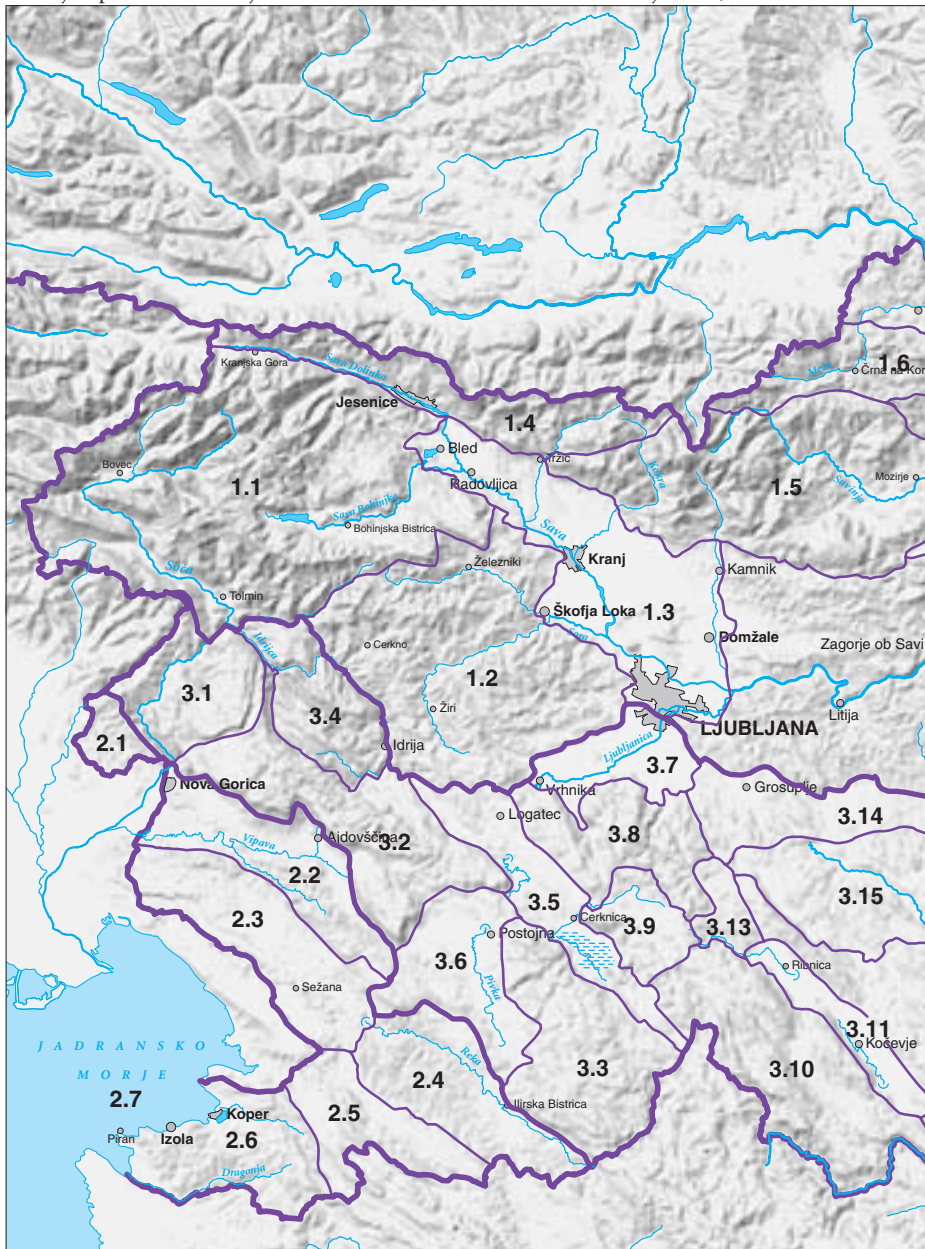 Kranjska Gora
Sava Dolinka
Jesenice
1.4
1.6
Meža
Črna na Kor
Bled
Tržič
Kokra
Radovljica
Bovec
1.1
1.5
Savinja
Mozirje
Sava Bohinjka
Bohinjska Bistrica
Sava
Kranj
Železniki
Kamnik
Soča
Tolmin
Škofja Loka
1.3
Sora
Domžale
Idrijca
Cerkno
Zagorje ob Savi
1.2
3.1
3.4
Žiri
Litija
2.1
LJUBLJANA
Idrija
Ljubljanica
3.7
Nova Gorica
Vrhnika
Grosuplje
Logatec
3.14
Vipava
Ajdovščina
3.2
3.8
2.2
3.15
2.3
3.5
Cerknica
3.9
3.13
Postojna
3.6
Ribnica
Pivka
Sežana
3.11
Kočevje
JADRANSKO
MORJE
Reka
2.4
3.3
3.10
2.7
Koper
2.5
Ilirska Bistrica
Piran
Izola
2.6
Dragonja